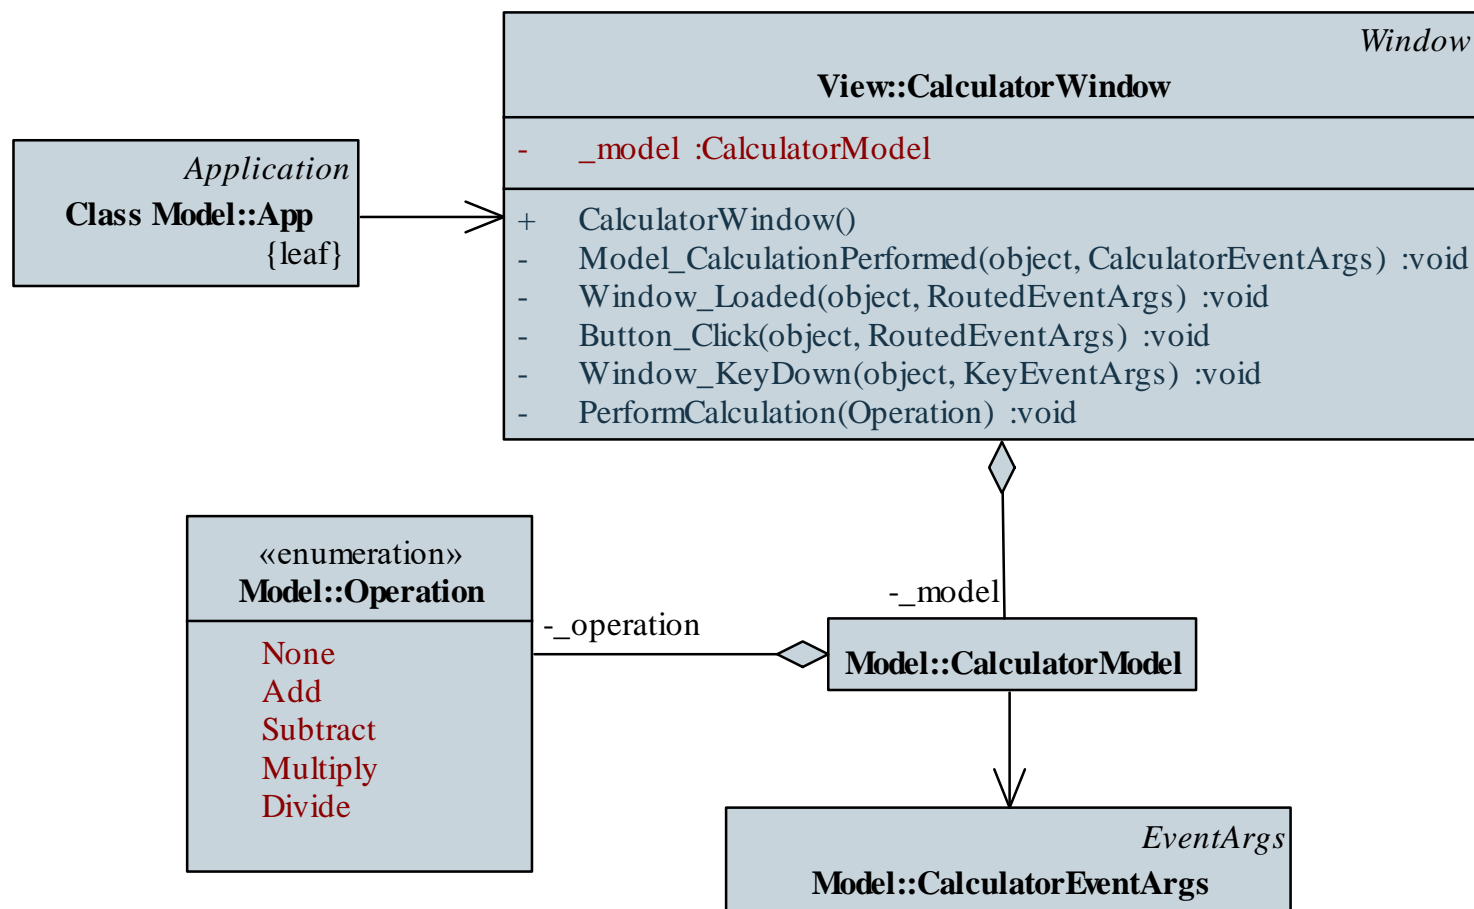 Window
View::CalculatorWindow
- _model :CalculatorModel
+ CalculatorWindow()
- Model_CalculationPerformed(object, CalculatorEventArgs) :void
- Window_Loaded(object, RoutedEventArgs) :void
- Button_Click(object, RoutedEventArgs) :void
- Window_KeyDown(object, KeyEventArgs) :void
- PerformCalculation(Operation) :void
Application
Class Model::App
{leaf}
«enumeration»
Model::Operation
None
Add
Subtract
Multiply
Divide
-_operation
-_model
Model::CalculatorModel
EventArgs
Model::CalculatorEventArgs